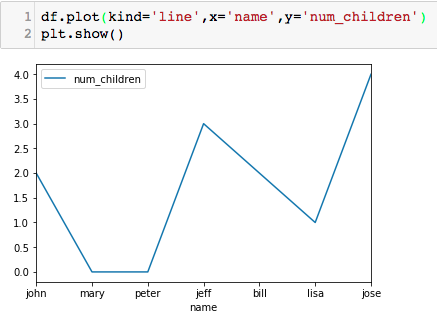 1 df.plot(kind='line',x='name',y='num_children')
2 plt.show()
num_children
4.0
3.5
3.0
2.5
2.0
1.5
1.0
0.5
0.0
john mary peter jeff bill lisa jose
name